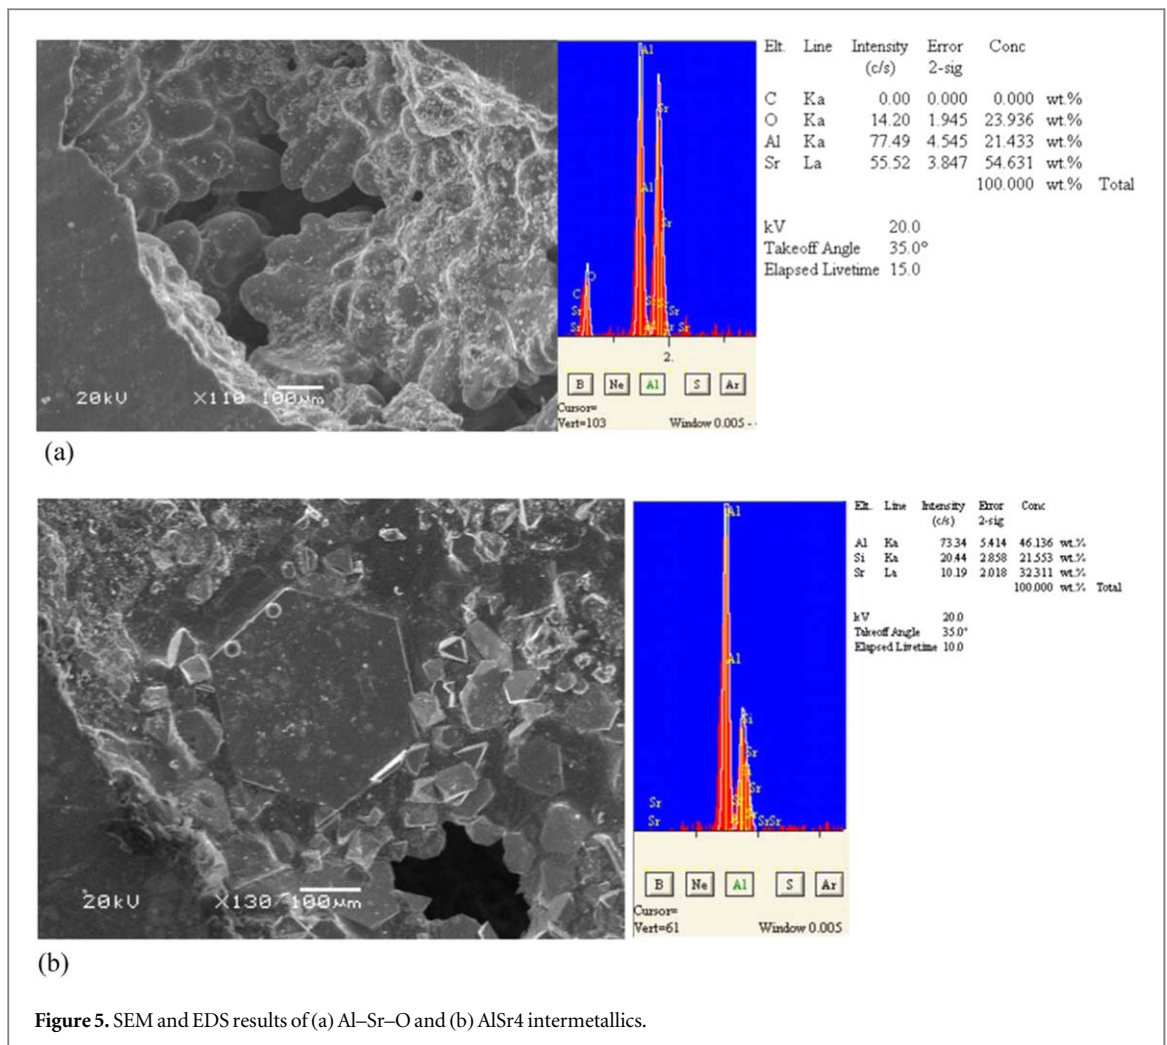 20kV X110 100µm
Al
Sr
Al
Sr
O
C
Sr
Sr
2.
B Ne Al S Ar
Cursor=
Vert=103 Window 0.005 -
Elt. Line Intensity Error Conc
(c/s) 2-sig
C Ka 0.00 0.000 0.000 wt.%
O Ka 14.20 1.945 23.936 wt.%
Al Ka 77.49 4.545 21.433 wt.%
Sr La 55.52 3.847 54.631 wt.%
100.000 wt.% Total
kV 20.0
Takeoff Angle 35.0°
Elapsed Livetime 15.0
(a)
20kV X130 100µm
Al
Al
Si
Sr
Sr
Sr
Sr
SrSr
B Ne Al S Ar
Cursor=
Vert=61 Window 0.005
Elt. Line Intensity Error Conc
(c/s) 2-sig
Al Ka 73.34 5.414 46.136 wt.%
Si Ka 20.44 2.858 21.553 wt.%
Sr La 10.19 2.018 32.311 wt.%
100.000 wt.% Total
kV 20.0
Takeoff Angle 35.0°
Elapsed Livetime 10.0
(b)
Figure 5. SEM and EDS results of (a) Al–Sr–O and (b) AlSr4 intermetallics.